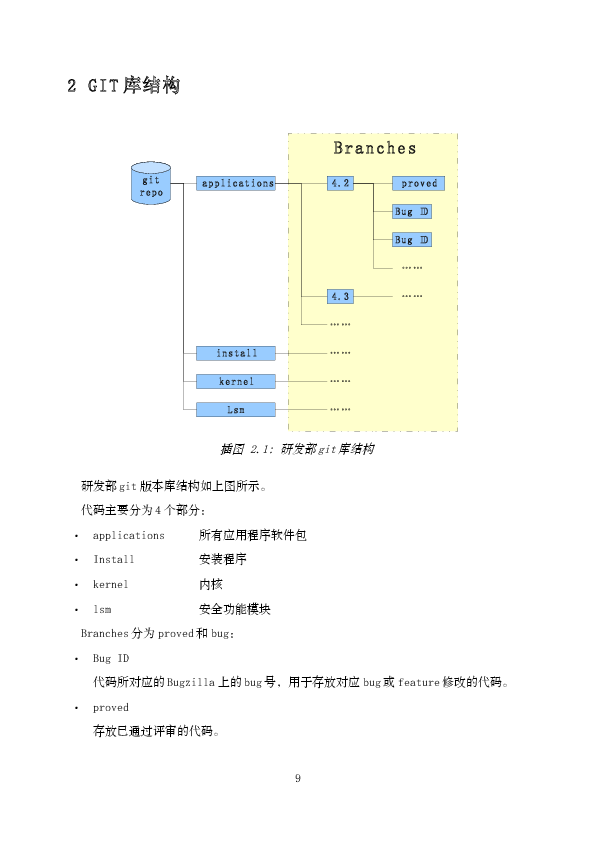 2 GIT库结构
Branches
git
repo
applications
4.2
proved
Bug ID
Bug ID
……
4.3
……
……
install
……
kernel
……
Lsm
……
插图 2.1: 研发部git库结构
研发部git 版本库结构如上图所示。
代码主要分为4个部分:
• applications 所有应用程序软件包
• Install 安装程序
• kernel 内核
• lsm 安全功能模块
Branches分为proved和bug:
• Bug ID
代码所对应的Bugzilla上的bug号，用于存放对应bug或feature修改的代码。
• proved
存放已通过评审的代码。
9